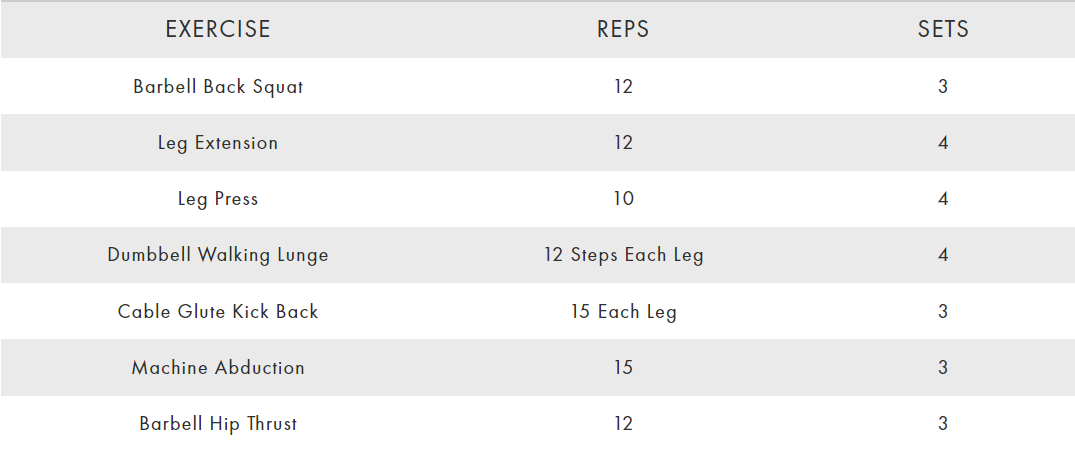 EXERCISE REPS SETS
Barbell Back Squat 12 3
Leg Extension 12 4
Leg Press 10 4
Dumbbell Walking Lunge 12 Steps Each Leg 4
Cable Glute Kick Back 15 Each Leg 3
Machine Abduction 15 3
Barbell Hip Thrust 12 3